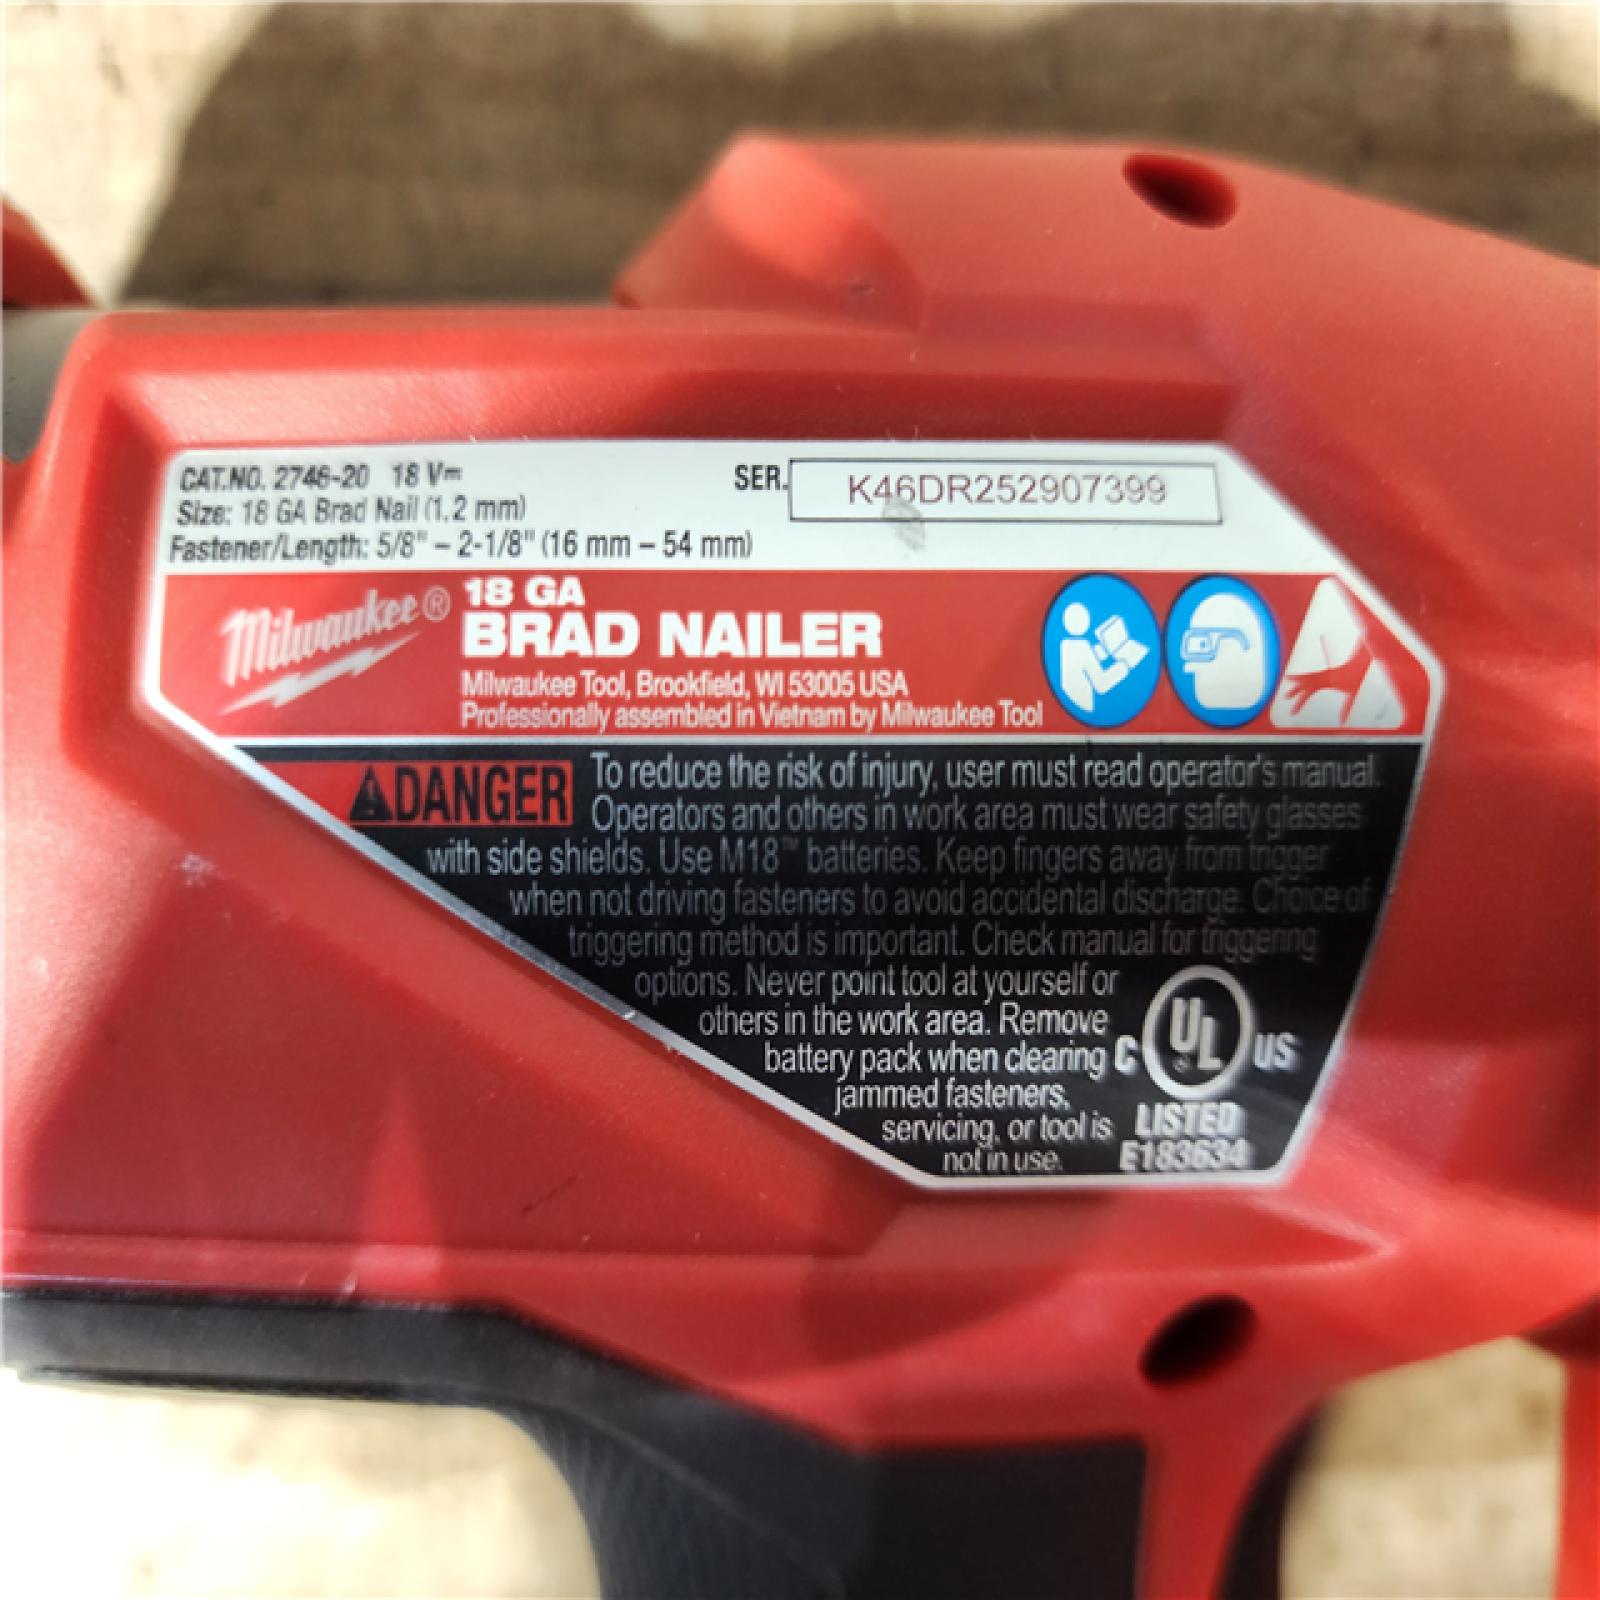 CAT.NO. 2746-20 18 V⎓
SER. K46DR252907399
Size: 18 GA Brad Nail (1.2 mm)
Fastener/Length: 5/8" – 2-1/8" (16 mm – 54 mm)
Milwaukee®
18 GA
BRAD NAILER
Milwaukee Tool, Brookfield, WI 53005 USA
Professionally assembled in Vietnam by Milwaukee Tool
DANGER To reduce the risk of injury, user must read operator's manual.
Operators and others in work area must wear safety glasses
with side shields. Use M18™ batteries. Keep fingers away from trigger
when not driving fasteners to avoid accidental discharge. Choice of
triggering method is important. Check manual for triggering
options. Never point tool at yourself or
others in the work area. Remove
battery pack when clearing
jammed fasteners,
servicing, or tool is
not in use.
C UL US
LISTED
E183634